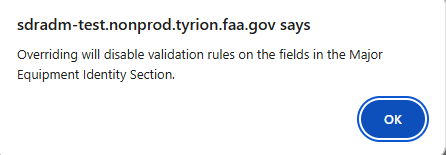 sdradm-test.nonprod.tyrion.faa.gov says
Overriding will disable validation rules on the fields in the Major
Equipment Identity Section.
OK